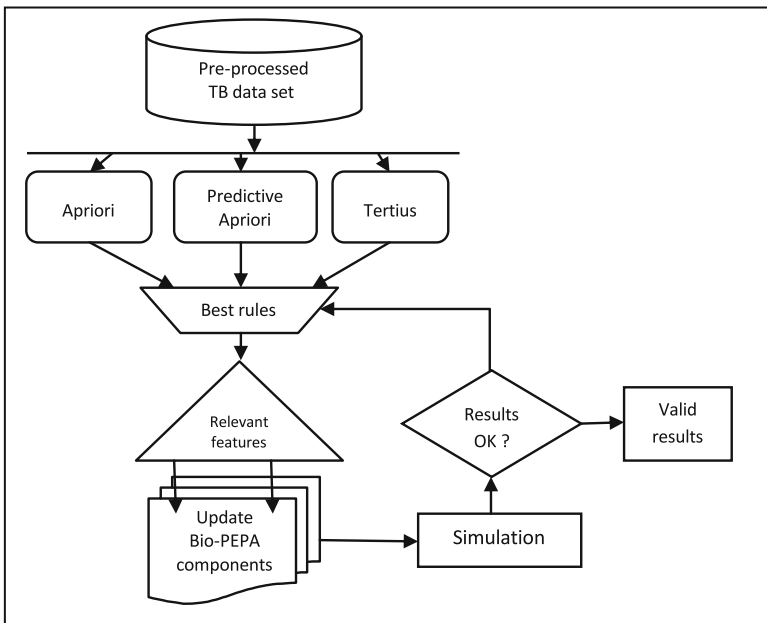 Pre-processed
TB data set
Apriori
Predictive
Apriori
Tertius
Best rules
Relevant
features
Update
Bio-PEPA
components
Simulation
Results
OK ?
Valid
results